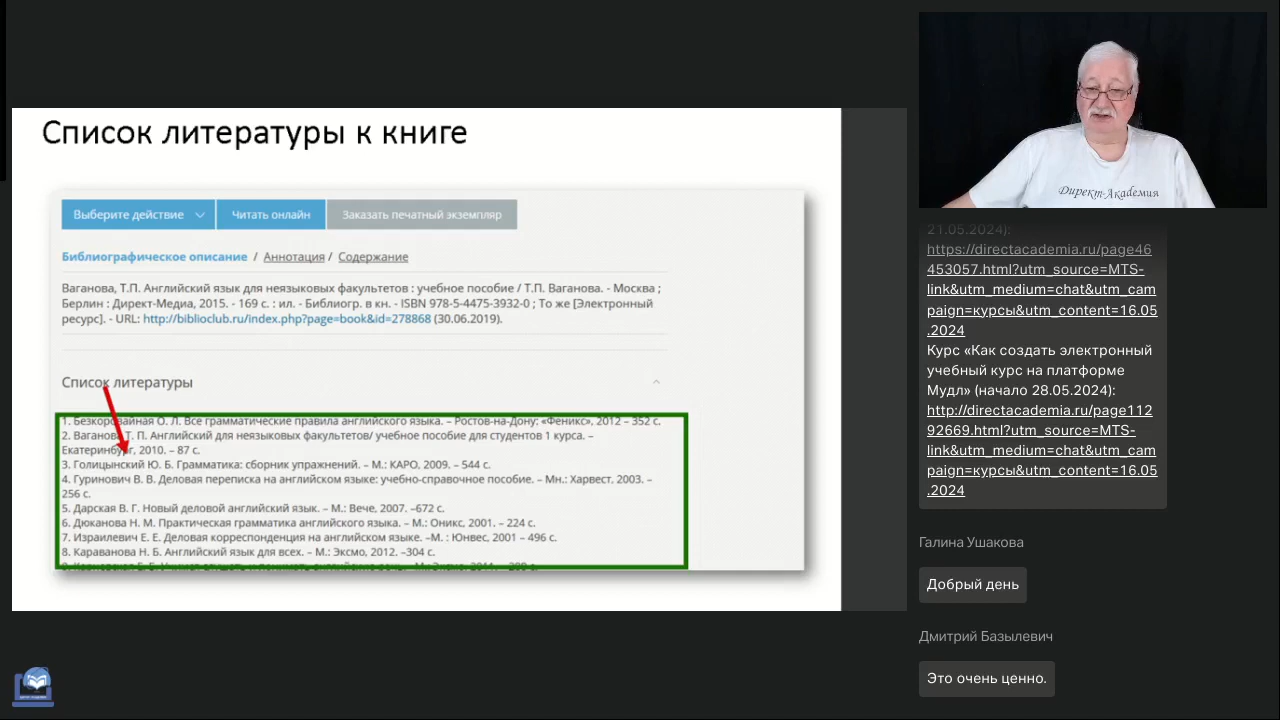 Список литературы к книге
Выберите действие
Читать онлайн
Заказать печатный экземпляр
Библиографическое описание / Аннотация / Содержание
Ваганова, Т.П. Английский язык для неязыковых факультетов : учебное пособие / Т.П. Ваганова. - Москва ;
Берлин : Директ-Медиа, 2015. - 169 с. : ил. - Библиогр. в кн. - ISBN 978-5-4475-3932-0 ; То же [Электронный
ресурс]. - URL: http://biblioclub.ru/index.php?page=book&id=278868 (30.06.2019).
Список литературы
1. Безкоровайная О. Л. Все грамматические правила английского языка. – Ростов-на-Дону: «Феникс», 2012 – 352 с.
2. Ваганова Т. П. Английский для неязыковых факультетов/ учебное пособие для студентов 1 курса. –
Екатеринбург, 2010. – 87 с.
3. Голицынский Ю. Б. Грамматика: сборник упражнений. – М.: КАРО, 2009. – 544 с.
4. Гуринович В. В. Деловая переписка на английском языке: учебно-справочное пособие. – Мн.: Харвест, 2003. –
256 с.
5. Дарская В. Г. Новый деловой английский язык. – М.: Вече, 2007. –672 с.
6. Дюканова Н. М. Практическая грамматика английского языка. – М.: Оникс, 2001. – 224 с.
7. Израилевич Е. Е. Деловая корреспонденция на английском языке. –М. : Юнвес, 2001 – 496 с.
8. Караванова Н. Б. Английский язык для всех. – М.: Эксмо, 2012. –304 с.
Директ-Академия
21.05.2024):
https://directacademia.ru/page46
453057.html?utm_source=MTS-
link&utm_medium=chat&utm_cam
paign=курсы&utm_content=16.05
.2024
Курс «Как создать электронный
учебный курс на платформе
Мудл» (начало 28.05.2024):
http://directacademia.ru/page112
92669.html?utm_source=MTS-
link&utm_medium=chat&utm_cam
paign=курсы&utm_content=16.05
.2024
Галина Ушакова
Добрый день
Дмитрий Базылевич
Это очень ценно.